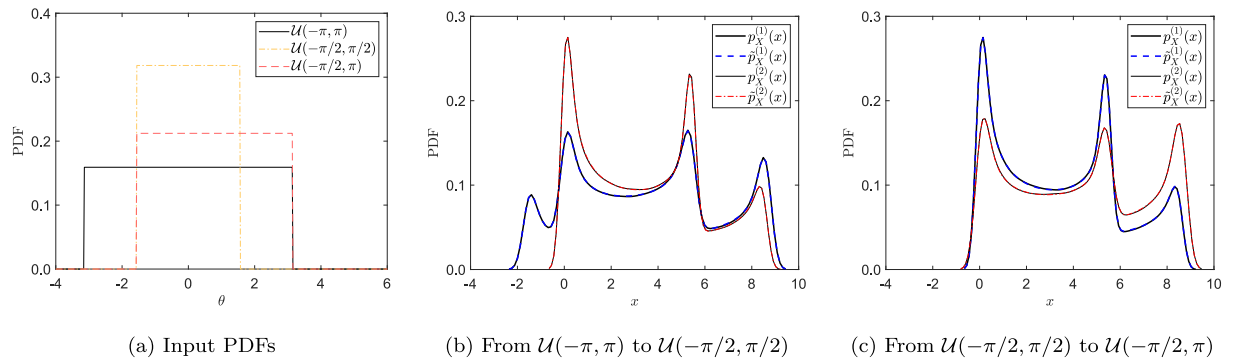 0.4
0.3
0.2
0.1
0.0
PDF
-4
-2
0
2
4
6
θ
𝒰(−π, π)
𝒰(−π/2, π/2)
𝒰(−π/2, π)
0.3
0.2
0.1
0.0
PDF
-4
-2
0
2
4
6
8
10
x
p_X^(1)(x)
p̃_X^(1)(x)
p_X^(2)(x)
p̃_X^(2)(x)
0.3
0.2
0.1
0.0
PDF
-4
-2
0
2
4
6
8
10
x
p_X^(1)(x)
p̃_X^(1)(x)
p_X^(2)(x)
p̃_X^(2)(x)
(a) Input PDFs
(b) From 𝒰(−π, π) to 𝒰(−π/2, π/2)
(c) From 𝒰(−π/2, π/2) to 𝒰(−π/2, π)